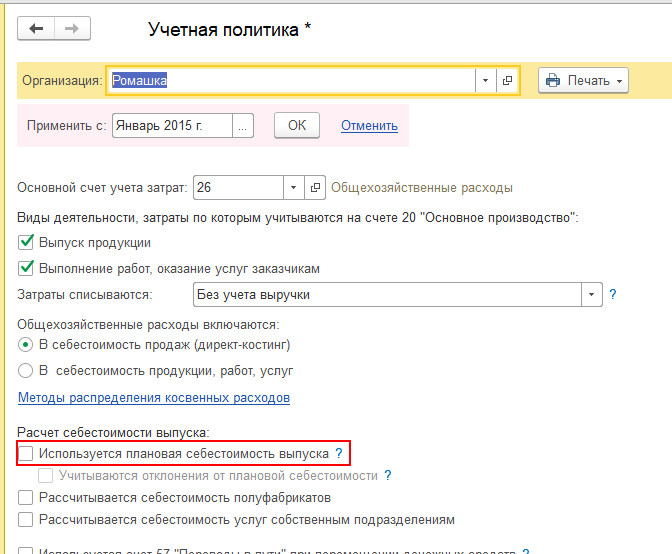 Учетная политика *
Организация: Ромашка Печать
Применить с: Январь 2015 г. ... ОК Отменить
Основной счет учета затрат: 26 Общехозяйственные расходы
Виды деятельности, затраты по которым учитываются на счете 20 "Основное производство":
Выпуск продукции
Выполнение работ, оказание услуг заказчикам
Затраты списываются: Без учета выручки ?
Общехозяйственные расходы включаются:
В себестоимость продаж (директ-костинг)
В себестоимость продукции, работ, услуг
Методы распределения косвенных расходов
Расчет себестоимости выпуска:
Используется плановая себестоимость выпуска ?
Учитываются отклонения от плановой себестоимости ?
Рассчитывается себестоимость полуфабрикатов
Рассчитывается себестоимость услуг собственным подразделениям
Используется счет 57 "Переводы в пути" при перемещении денежных средств ?